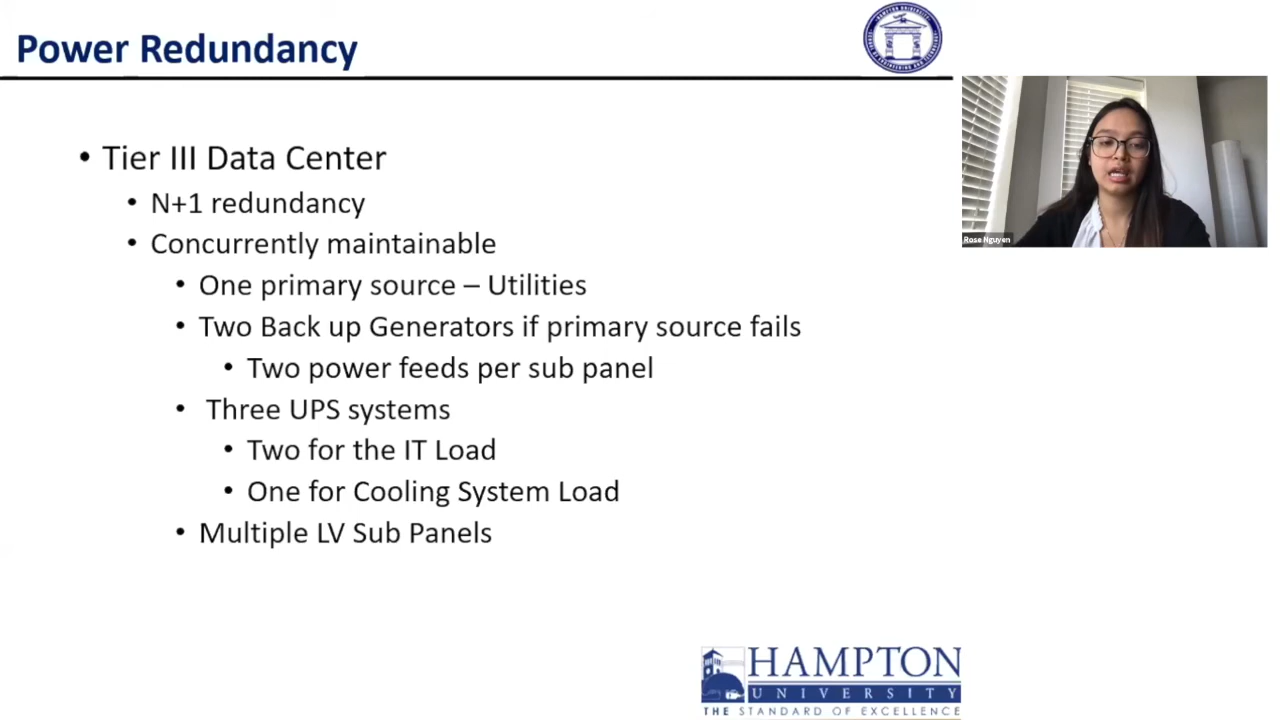 Power Redundancy
• Tier III Data Center
• N+1 redundancy
• Concurrently maintainable
• One primary source – Utilities
• Two Back up Generators if primary source fails
• Two power feeds per sub panel
• Three UPS systems
• Two for the IT Load
• One for Cooling System Load
• Multiple LV Sub Panels
Rose Nguyen
HAMPTON
UNIVERSITY
THE STANDARD OF EXCELLENCE